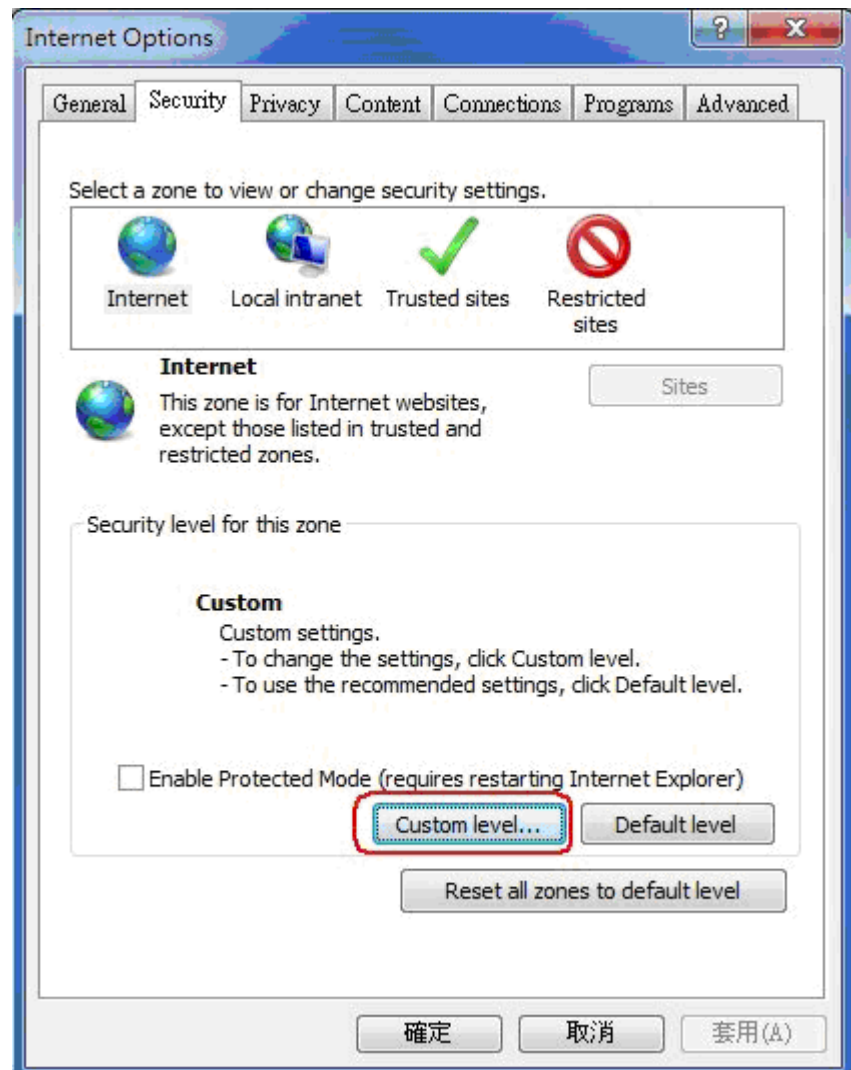 Internet Options
?
X
General Security Privacy Content Connections Programs Advanced
Select a zone to view or change security settings.
Internet Local intranet Trusted sites Restricted
sites
Internet
Sites
This zone is for Internet websites,
except those listed in trusted and
restricted zones.
Security level for this zone
Custom
Custom settings.
- To change the settings, click Custom level.
- To use the recommended settings, click Default level.
Enable Protected Mode (requires restarting Internet Explorer)
Custom level... Default level
Reset all zones to default level
確定 取消 套用(A)